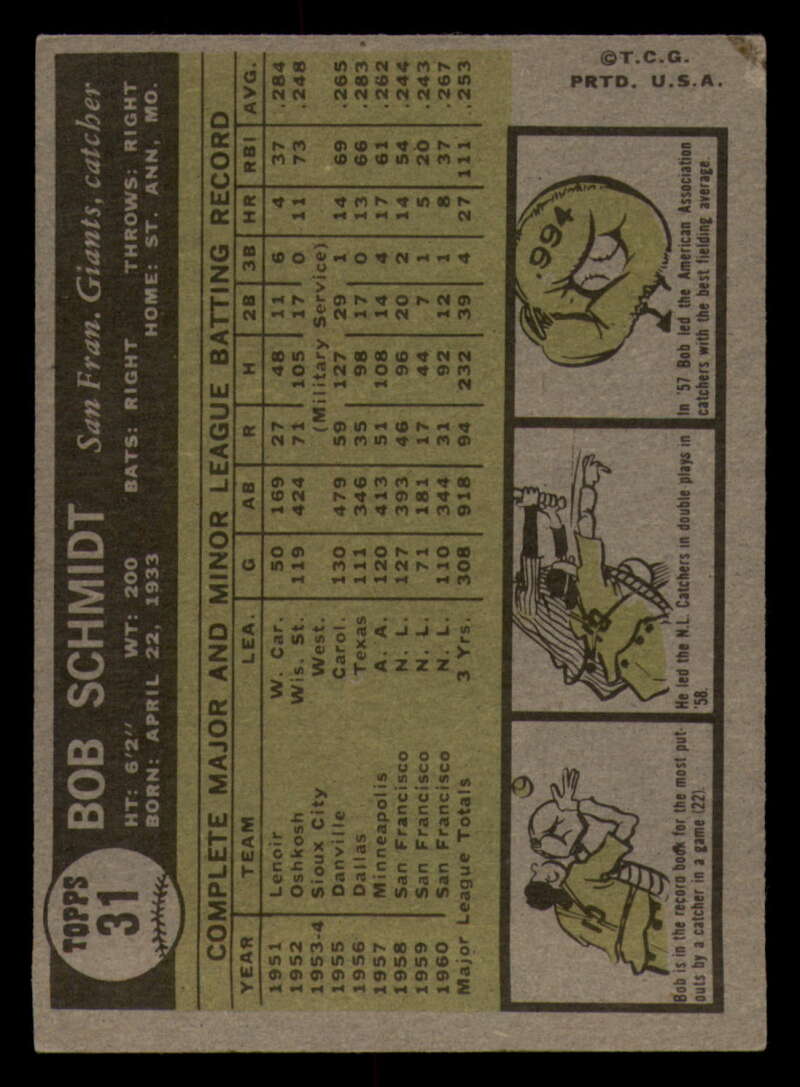 TOPPS
31
BOB SCHMIDT San Fran. Giants, catcher
HT: 6'2" WT: 200 BATS: RIGHT THROWS: RIGHT
BORN: APRIL 22, 1933 HOME: ST. ANN, MO.
COMPLETE MAJOR AND MINOR LEAGUE BATTING RECORD
YEAR TEAM LEA. G AB R H 2B 3B HR RBI AVG.
1951 Lenoir W. Car. 50 169 27 48 11 6 4 37 .284
1952 Oshkosh Wis. St. 119 424 71 105 17 0 11 73 .248
1953-4 Sioux City West. (Military Service)
1955 Danville Carol. 130 479 59 127 29 1 14 69 .265
1956 Dallas Texas 111 346 35 98 17 0 13 66 .283
1957 Minneapolis A. A. 120 413 51 108 14 4 17 61 .262
1958 San Francisco N. L. 127 393 46 96 20 2 14 54 .244
1959 San Francisco N. L. 71 181 17 44 7 1 5 20 .243
1960 San Francisco N. L. 110 344 31 92 12 1 8 37 .267
Major League Totals 3 Yrs. 308 918 94 232 39 4 27 111 .253
Bob is in the record book for the most put-
outs by a catcher in a game (22).
He led the N.L. Catchers in double plays in
'58.
.994
In '57 Bob led the American Association
catchers with the best fielding average.
©T.C.G.
PRTD. U.S.A.